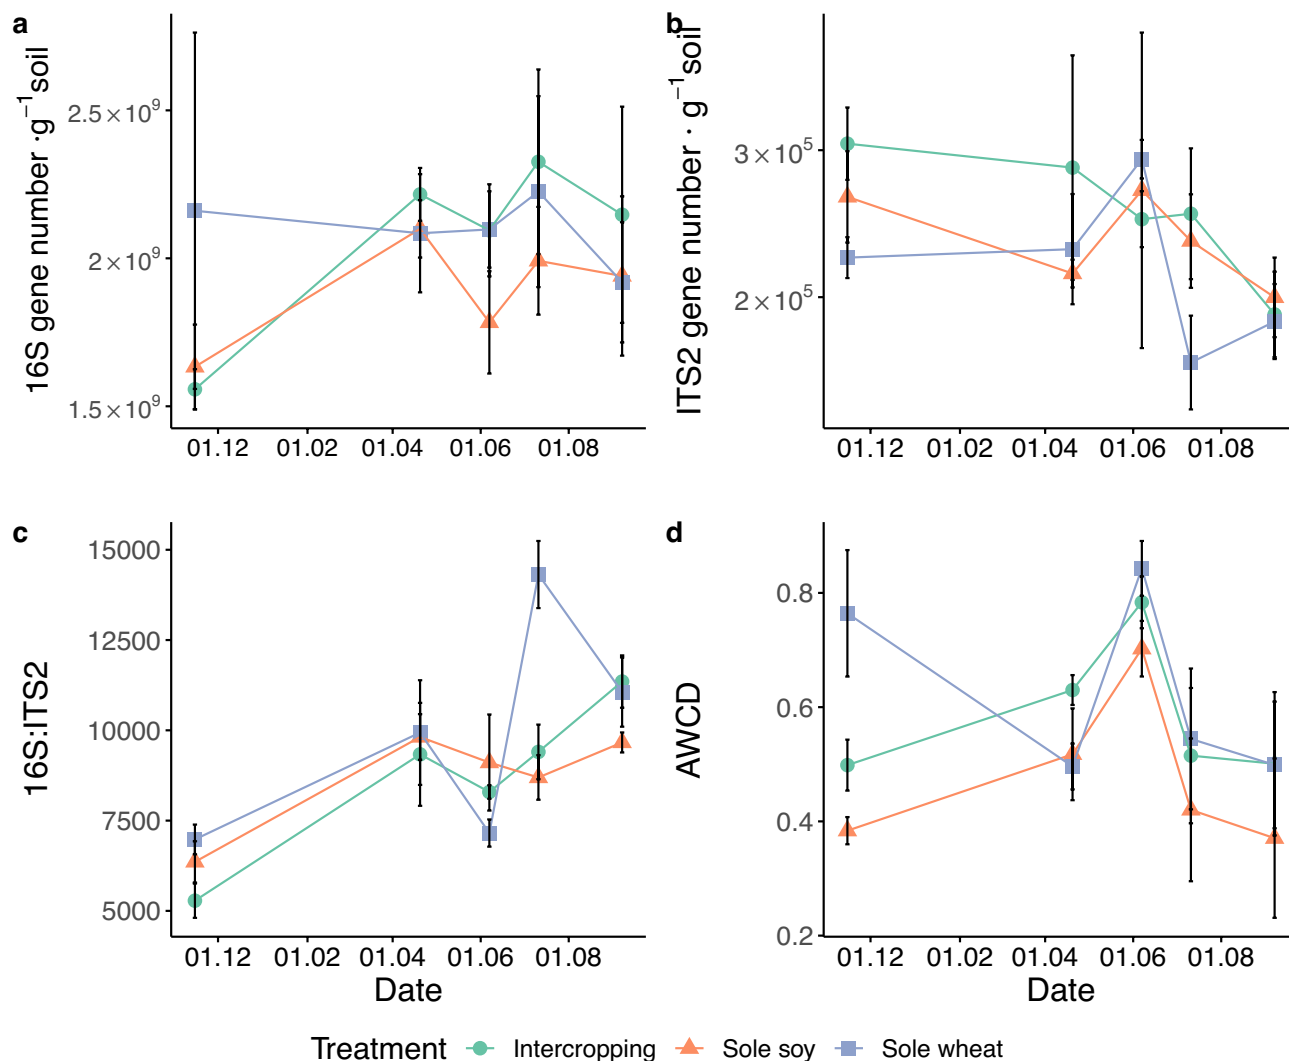 a
16S gene number ·g⁻¹soil
2.5×10⁹
2×10⁹
1.5×10⁹
01.12 01.02 01.04 01.06 01.08
b
ITS2 gene number · g⁻¹soil
3×10⁵
2×10⁵
01.12 01.02 01.04 01.06 01.08
c
16S:ITS2
15000
12500
10000
7500
5000
01.12 01.02 01.04 01.06 01.08
Date
d
AWCD
0.8
0.6
0.4
0.2
01.12 01.02 01.04 01.06 01.08
Date
Treatment Intercropping Sole soy Sole wheat